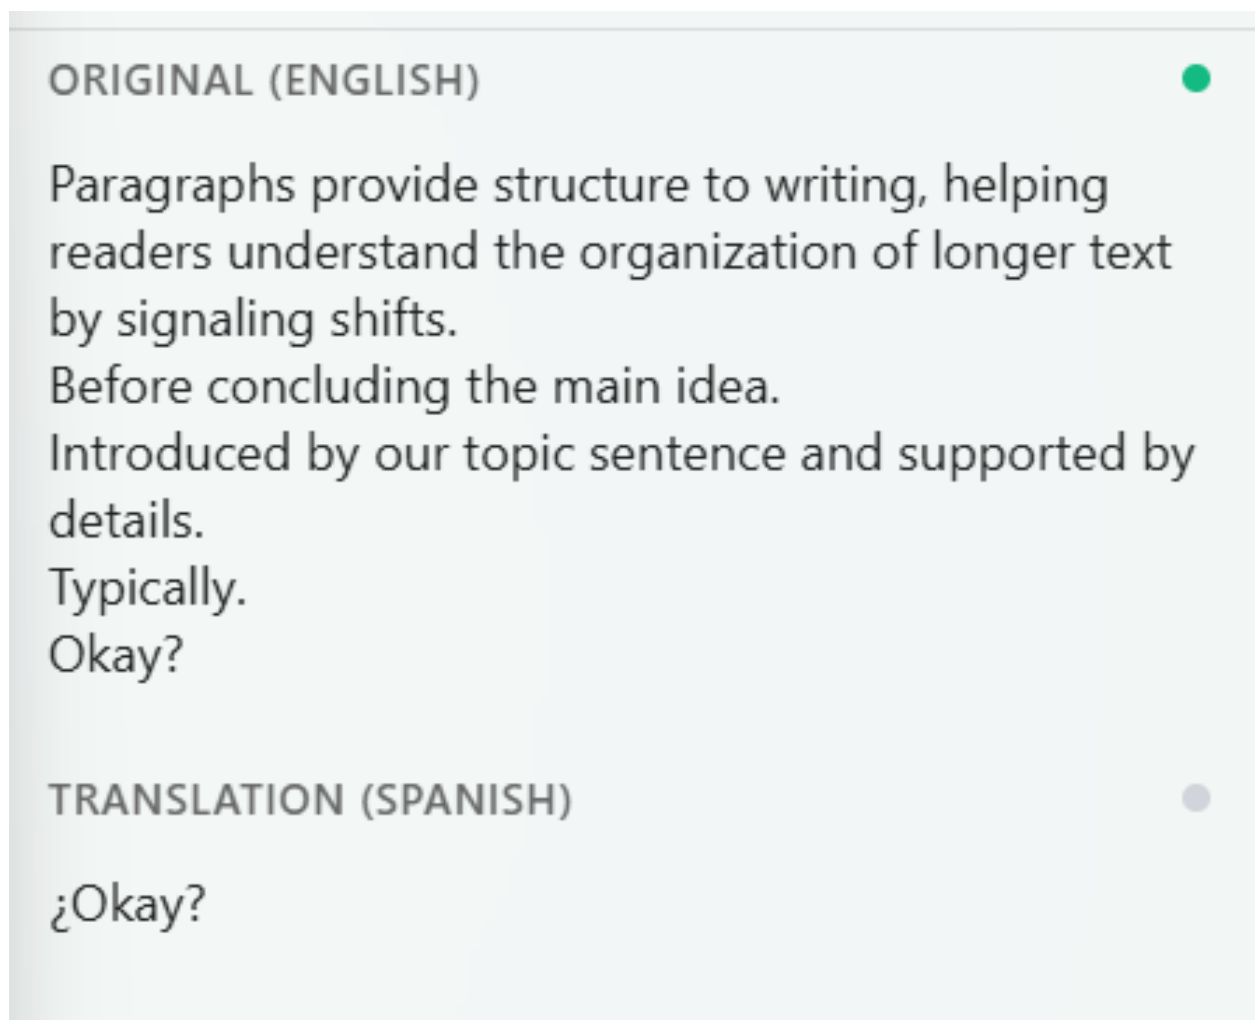 ORIGINAL (ENGLISH)
Paragraphs provide structure to writing, helping
readers understand the organization of longer text
by signaling shifts.
Before concluding the main idea.
Introduced by our topic sentence and supported by
details.
Typically.
Okay?
TRANSLATION (SPANISH)
¿Okay?